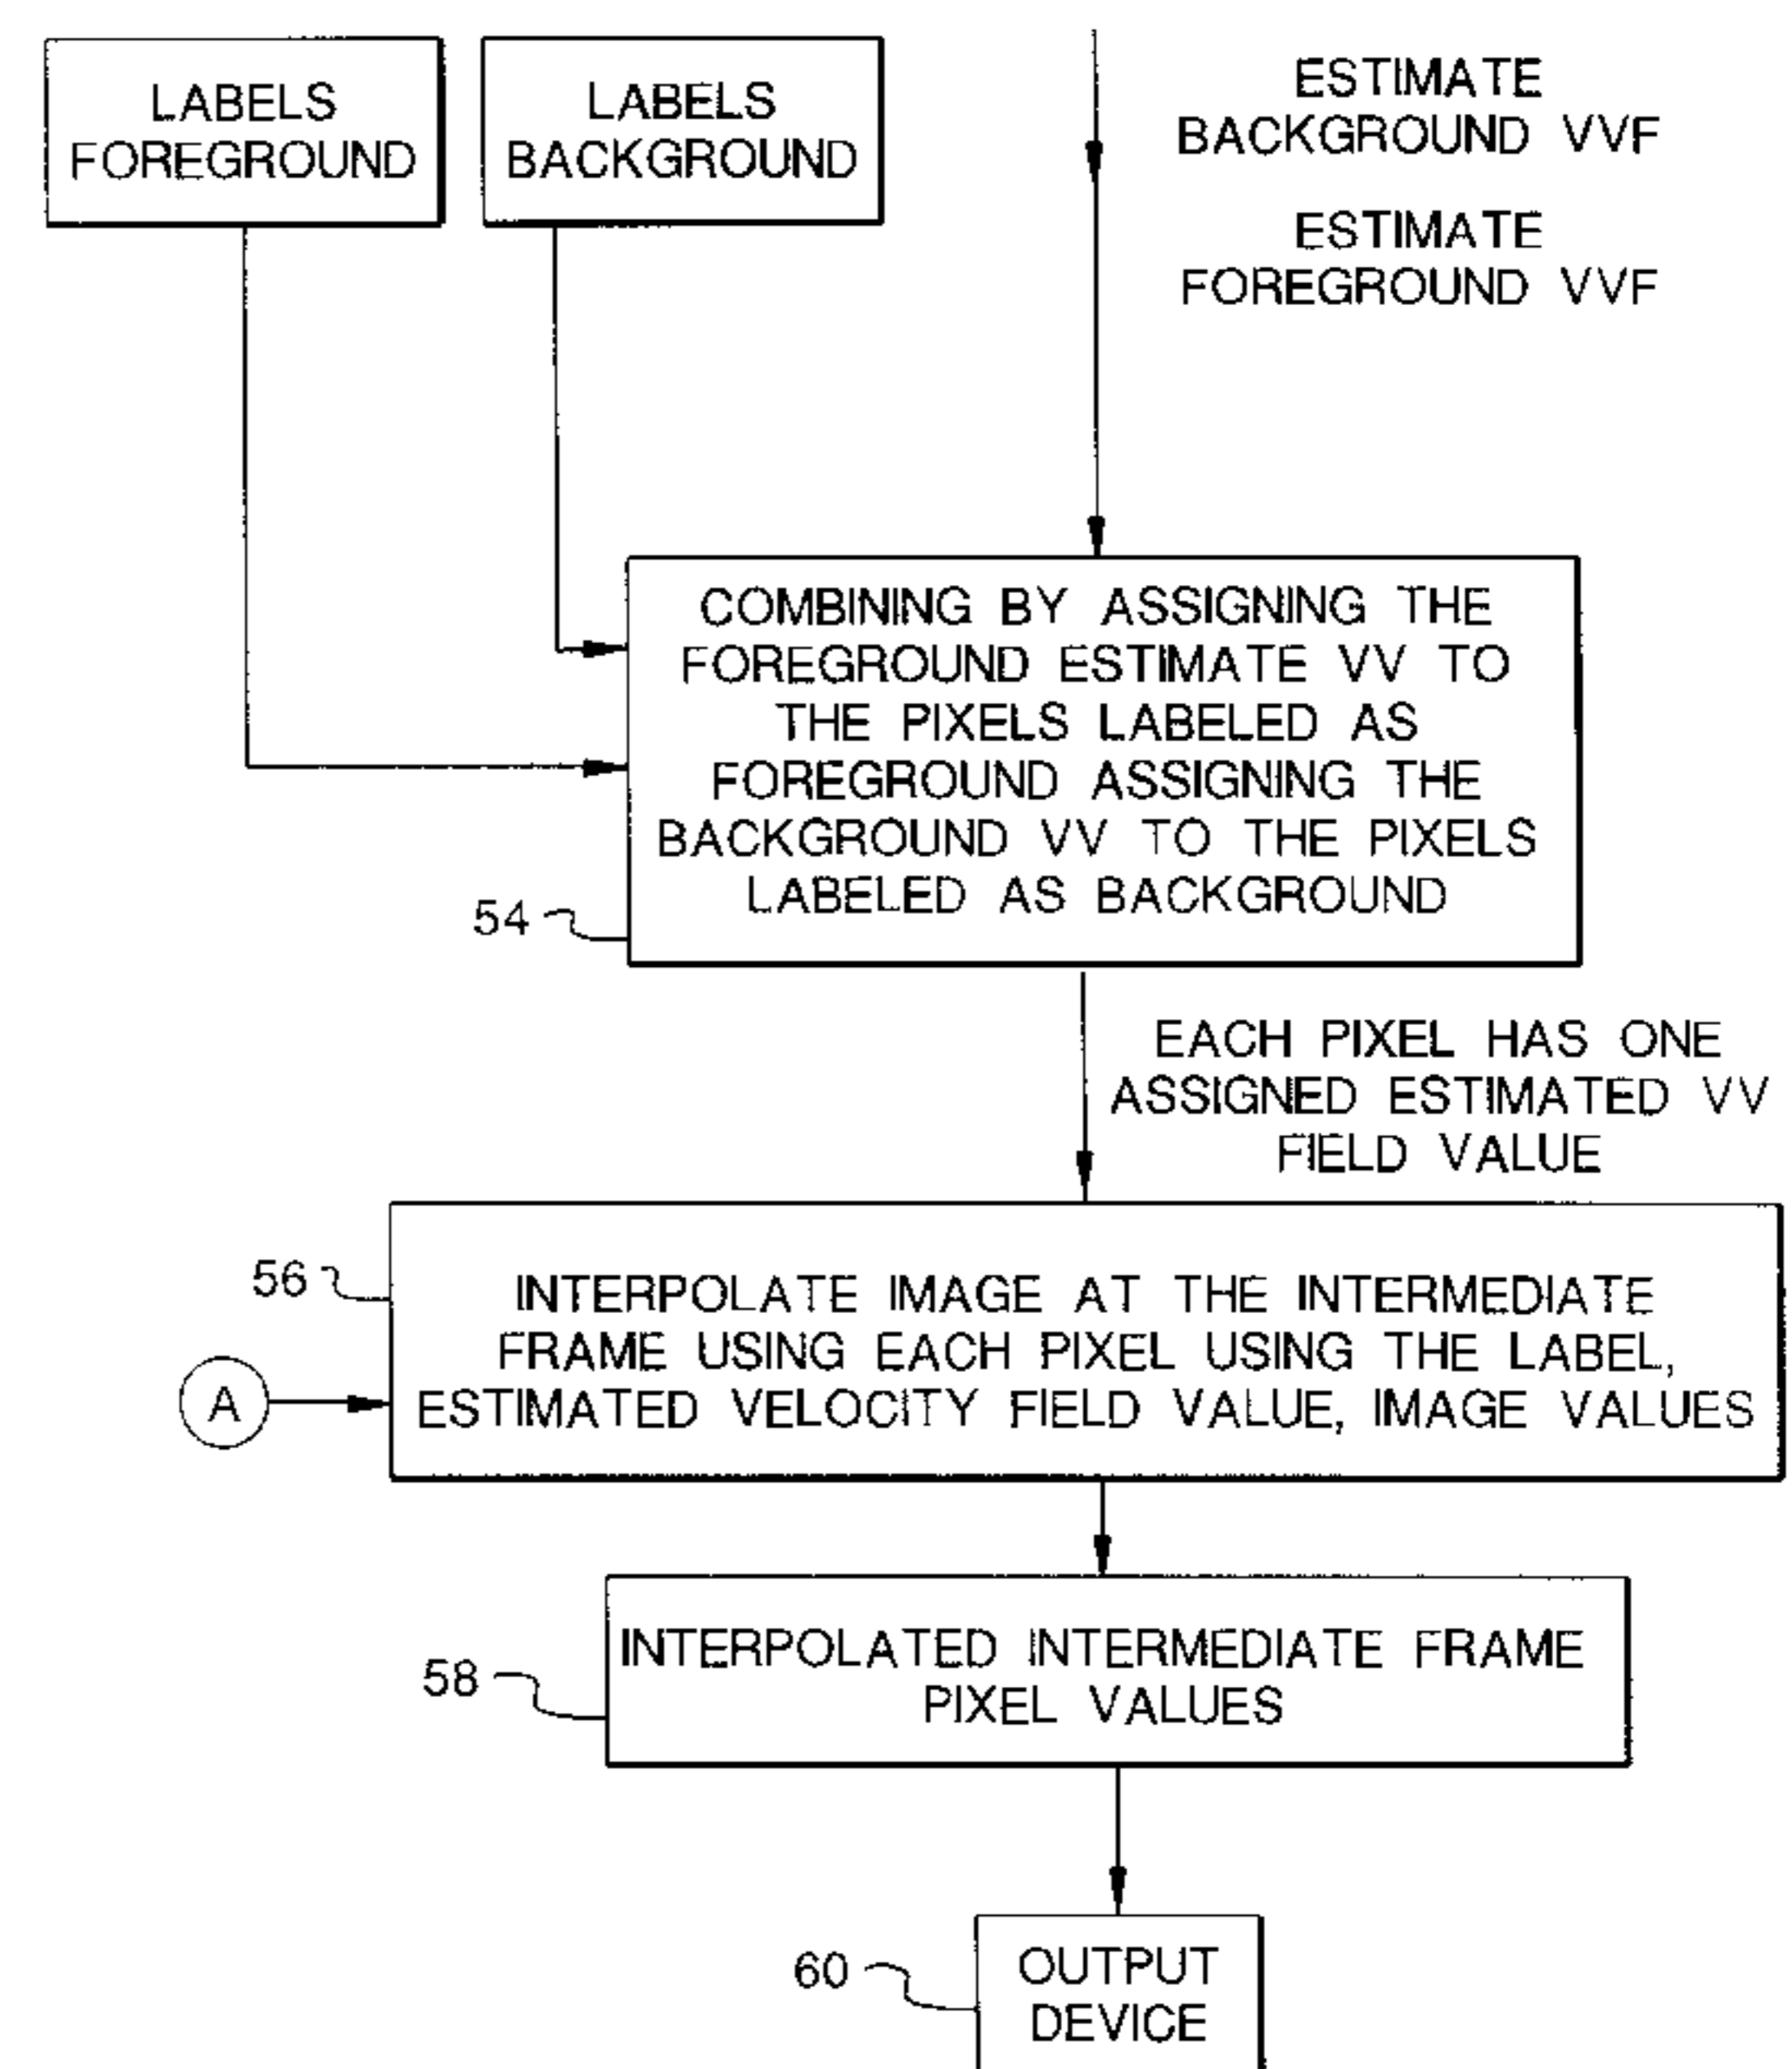 LABELS
FOREGROUND
LABELS
BACKGROUND
ESTIMATE
BACKGROUND VVF
ESTIMATE
FOREGROUND VVF
COMBINING BY ASSIGNING THE
FOREGROUND ESTIMATE VV TO
THE PIXELS LABELED AS
FOREGROUND ASSIGNING THE
BACKGROUND VV TO THE PIXELS
LABELED AS BACKGROUND
54
EACH PIXEL HAS ONE
ASSIGNED ESTIMATED VV
FIELD VALUE
56
INTERPOLATE IMAGE AT THE INTERMEDIATE
FRAME USING EACH PIXEL USING THE LABEL,
ESTIMATED VELOCITY FIELD VALUE, IMAGE VALUES
A
INTERPOLATED INTERMEDIATE FRAME
PIXEL VALUES
58
60
OUTPUT
DEVICE